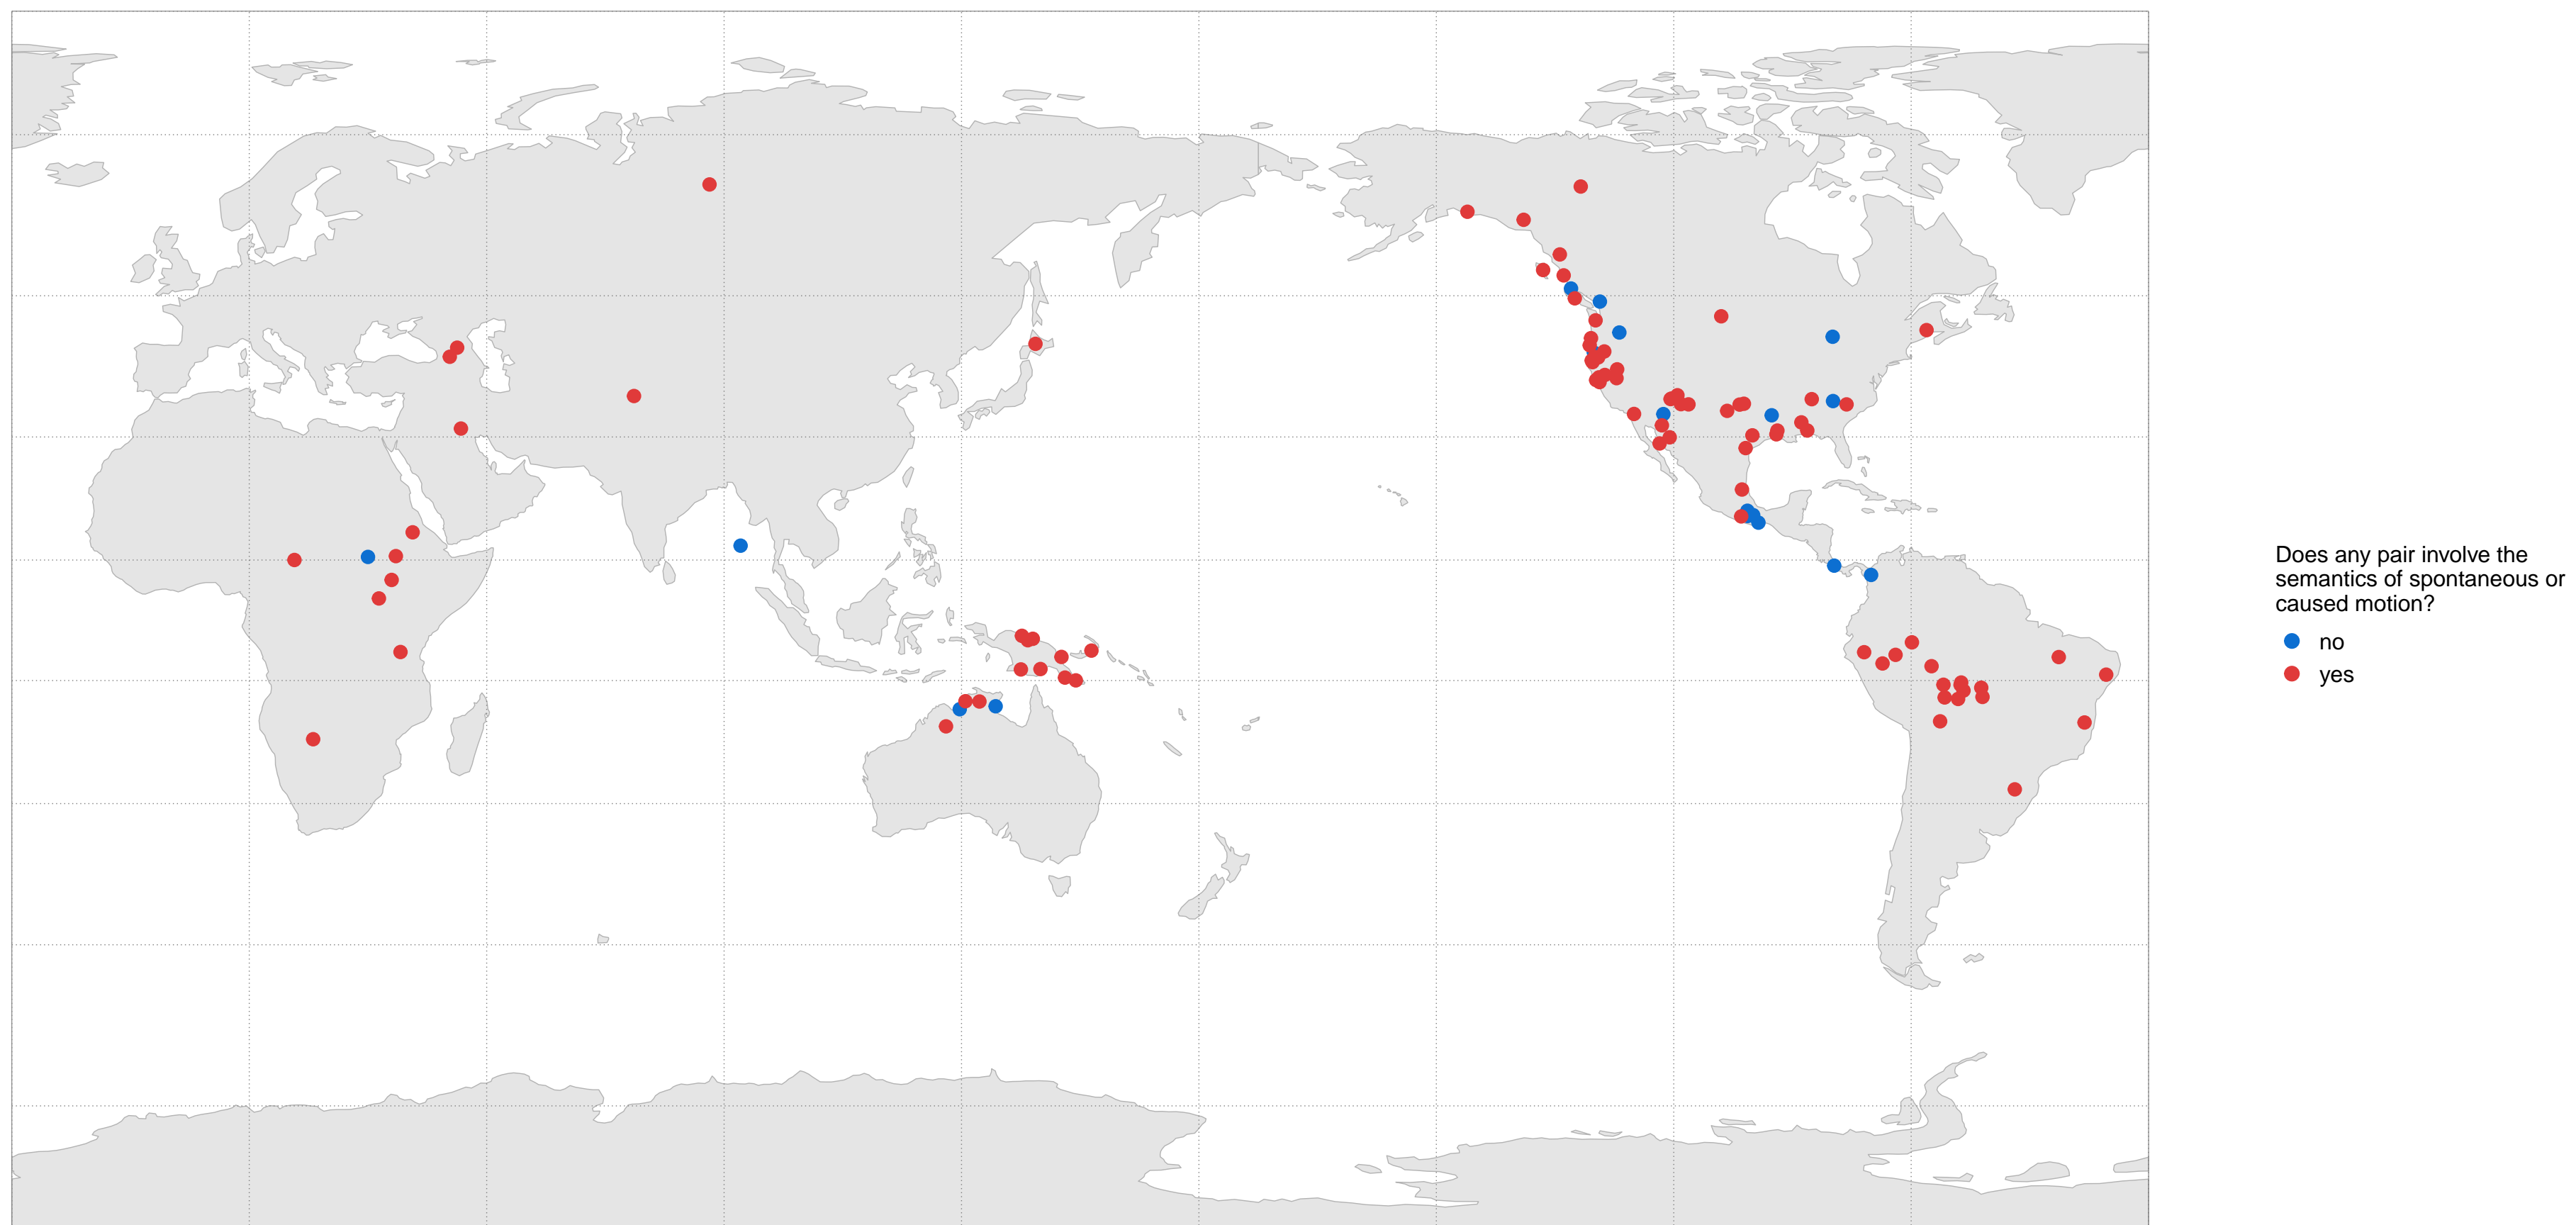 Does any pair involve the
semantics of spontaneous or
caused motion?
no
yes